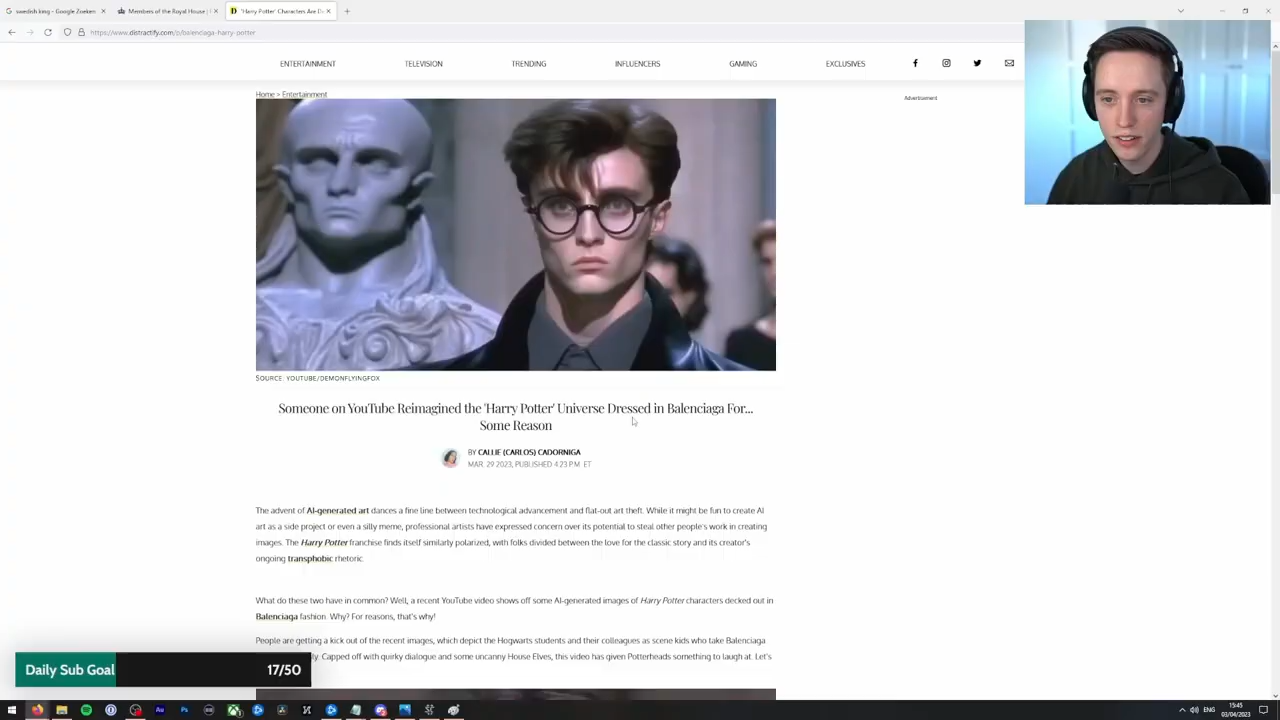 swedish king - Google Zoeken
Members of the Royal House |
'Harry Potter' Characters Are
https://www.distractify.com/p/balenciaga-harry-potter
ENTERTAINMENT
TELEVISION
TRENDING
INFLUENCERS
GAMING
EXCLUSIVES
Home > Entertainment
Advertisement
SOURCE: YOUTUBE/DEMONFLYINGFOX
Someone on YouTube Reimagined the 'Harry Potter' Universe Dressed in Balenciaga For...
Some Reason
BY CALLIE (CARLOS) CADORNIGA
MAR. 29 2023, PUBLISHED 4:23 P.M. ET
The advent of AI-generated art dances a fine line between technological advancement and flat-out art theft. While it might be fun to create AI
art as a side project or even a silly meme, professional artists have expressed concern over its potential to steal other people's work in creating
images. The Harry Potter franchise finds itself similarly polarized, with folks divided between the love for the classic story and its creator's
ongoing transphobic rhetoric.
What do these two have in common? Well, a recent YouTube video shows off some AI-generated images of Harry Potter characters decked out in
Balenciaga fashion. Why? For reasons, that's why!
People are getting a kick out of the recent images, which depict the Hogwarts students and their colleagues as scene kids who take Balenciaga
Capped off with quirky dialogue and some uncanny House Elves, this video has given Potterheads something to laugh at. Let's
Daily Sub Goal
17/50
ENG
15:45
03/04/2023